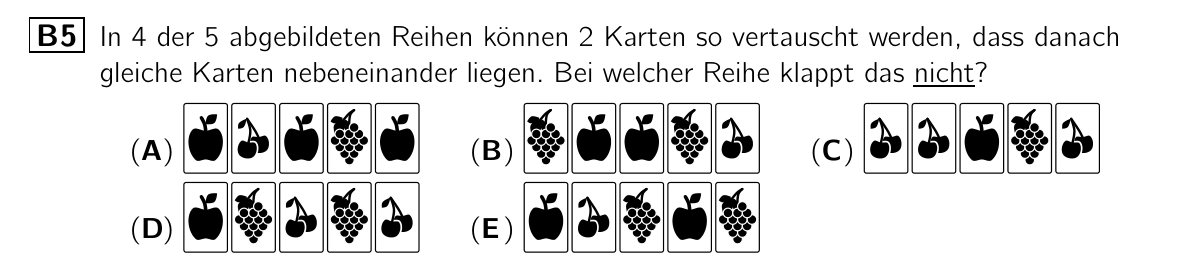 B5 In 4 der 5 abgebildeten Reihen können 2 Karten so vertauscht werden, dass danach
gleiche Karten nebeneinander liegen. Bei welcher Reihe klappt das nicht?
(A) (B) (C)
(D) (E)